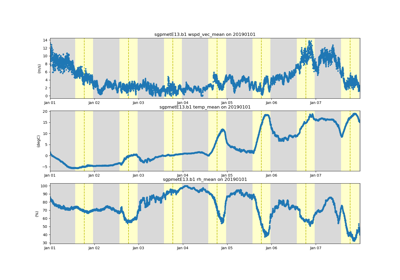 sgpmetE13.b1 wspd_vec_mean on 20190101
14
12
10
8
6
4
2
0
(m/s)
Jan 01 Jan 02 Jan 03 Jan 04 Jan 05 Jan 06 Jan 07
sgpmetE13.b1 temp_mean on 20190101
20
15
10
5
0
−5
(degC)
Jan 01 Jan 02 Jan 03 Jan 04 Jan 05 Jan 06 Jan 07
sgpmetE13.b1 rh_mean on 20190101
100
90
80
70
60
50
40
30
(%)
Jan 01 Jan 02 Jan 03 Jan 04 Jan 05 Jan 06 Jan 07